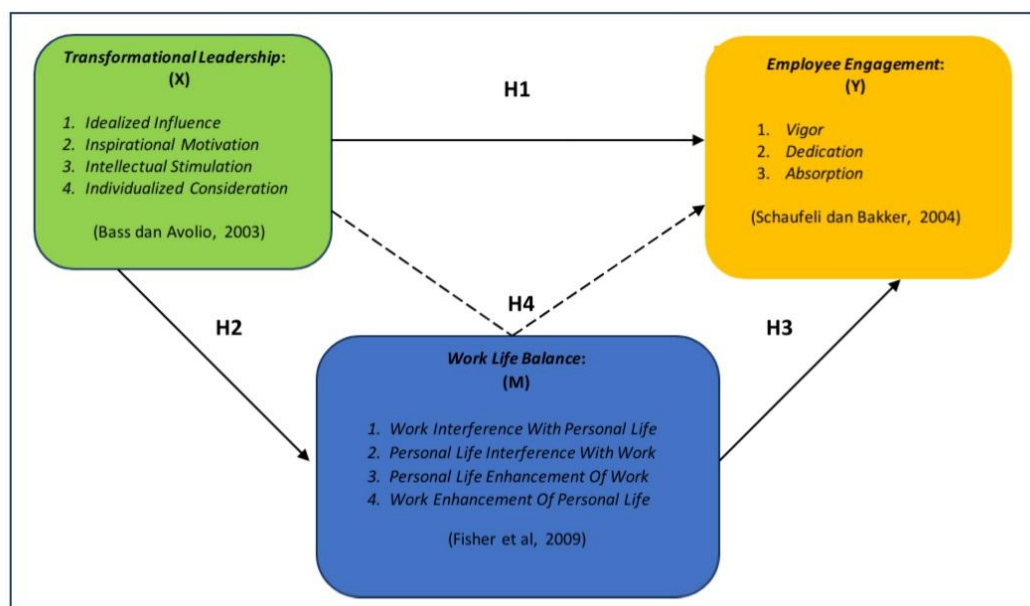 Transformational Leadership:
(X)
1. Idealized Influence
2. Inspirational Motivation
3. Intellectual Stimulation
4. Individualized Consideration
(Bass dan Avolio, 2003)
H1
Employee Engagement:
(Y)
1. Vigor
2. Dedication
3. Absorption
(Schaufeli dan Bakker, 2004)
H2
H4
H3
Work Life Balance:
(M)
1. Work Interference With Personal Life
2. Personal Life Interference With Work
3. Personal Life Enhancement Of Work
4. Work Enhancement Of Personal Life
(Fisher et al, 2009)